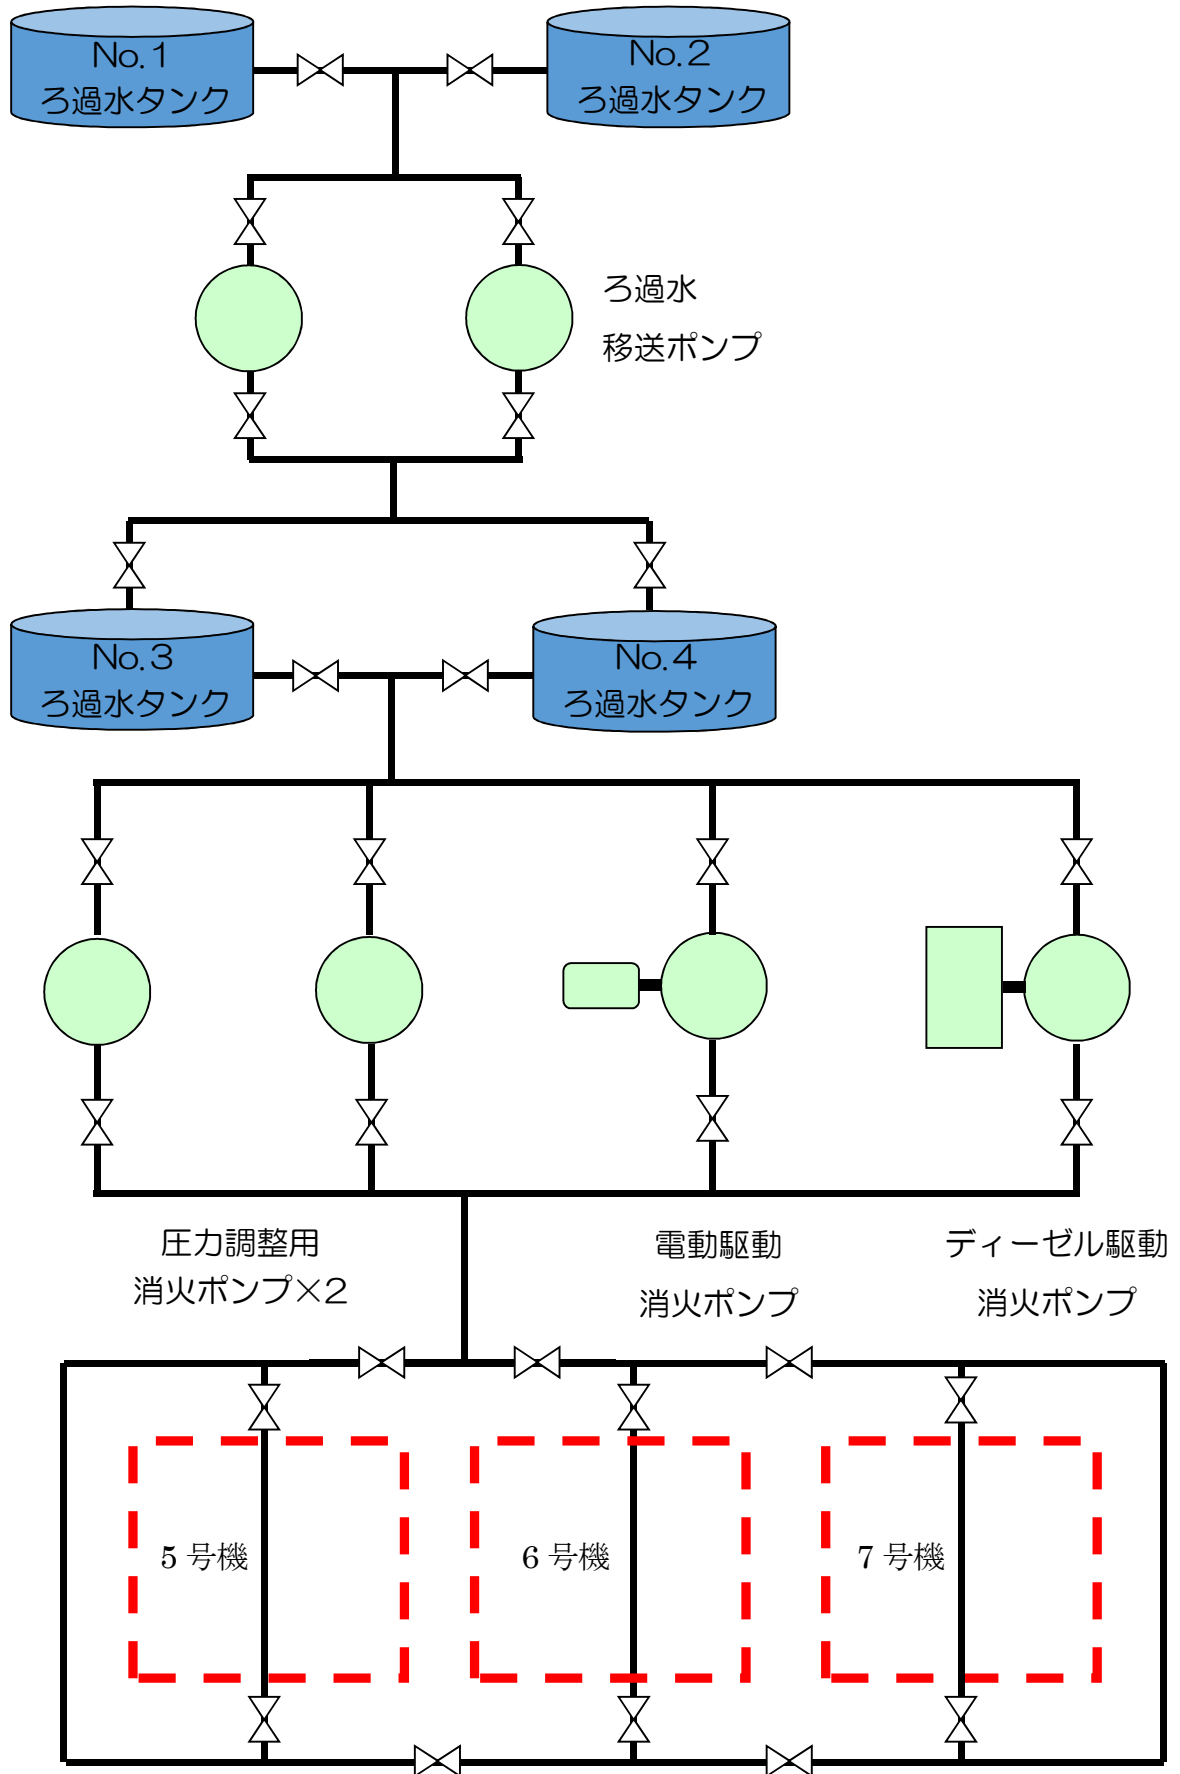 No.1
ろ過水タンク
No.2
ろ過水タンク
ろ過水
移送ポンプ
No.3
ろ過水タンク
No.4
ろ過水タンク
圧力調整用
消火ポンプ×2
電動駆動
消火ポンプ
ディーゼル駆動
消火ポンプ
5 号機
6 号機
7 号機